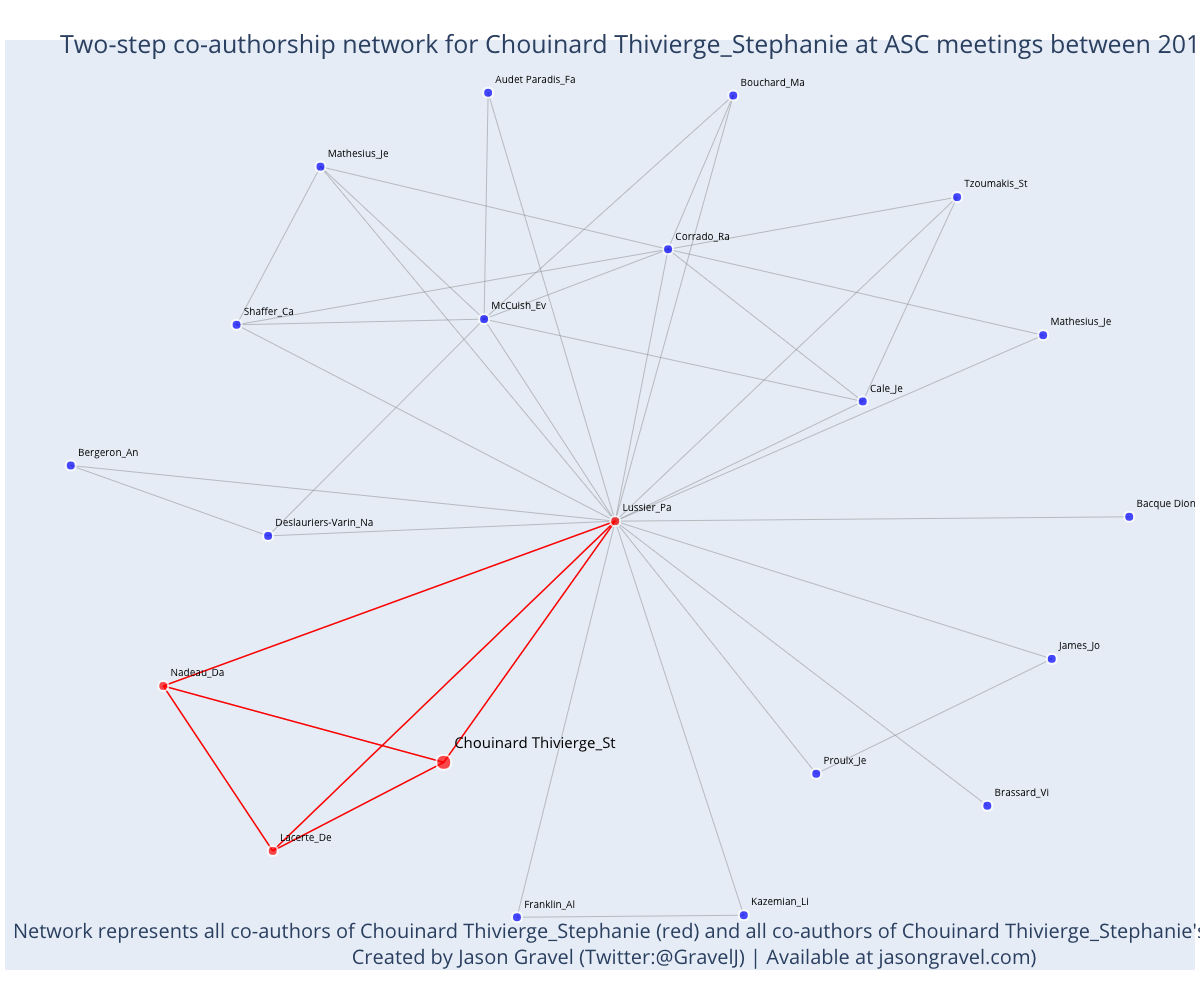 Two-step co-authorship network for Chouinard Thivierge_Stephanie at ASC meetings between 201
Audet Paradis_Fa
Bouchard_Ma
Mathesius_Je
Tzoumakis_St
Corrado_Ra
McCuish_Ev
Shaffer_Ca
Mathesius_Je
Cale_Je
Bergeron_An
Lussier_Pa
Bacque Dion
Deslauriers-Varin_Na
James_Jo
Nadeau_Da
Chouinard Thivierge_St
Proulx_Je
Brassard_Vi
Lacerte_De
Franklin_Al
Kazemian_Li
Network represents all co-authors of Chouinard Thivierge_Stephanie (red) and all co-authors of Chouinard Thivierge_Stephanie's
Created by Jason Gravel (Twitter:@GravelJ) | Available at jasongravel.com)